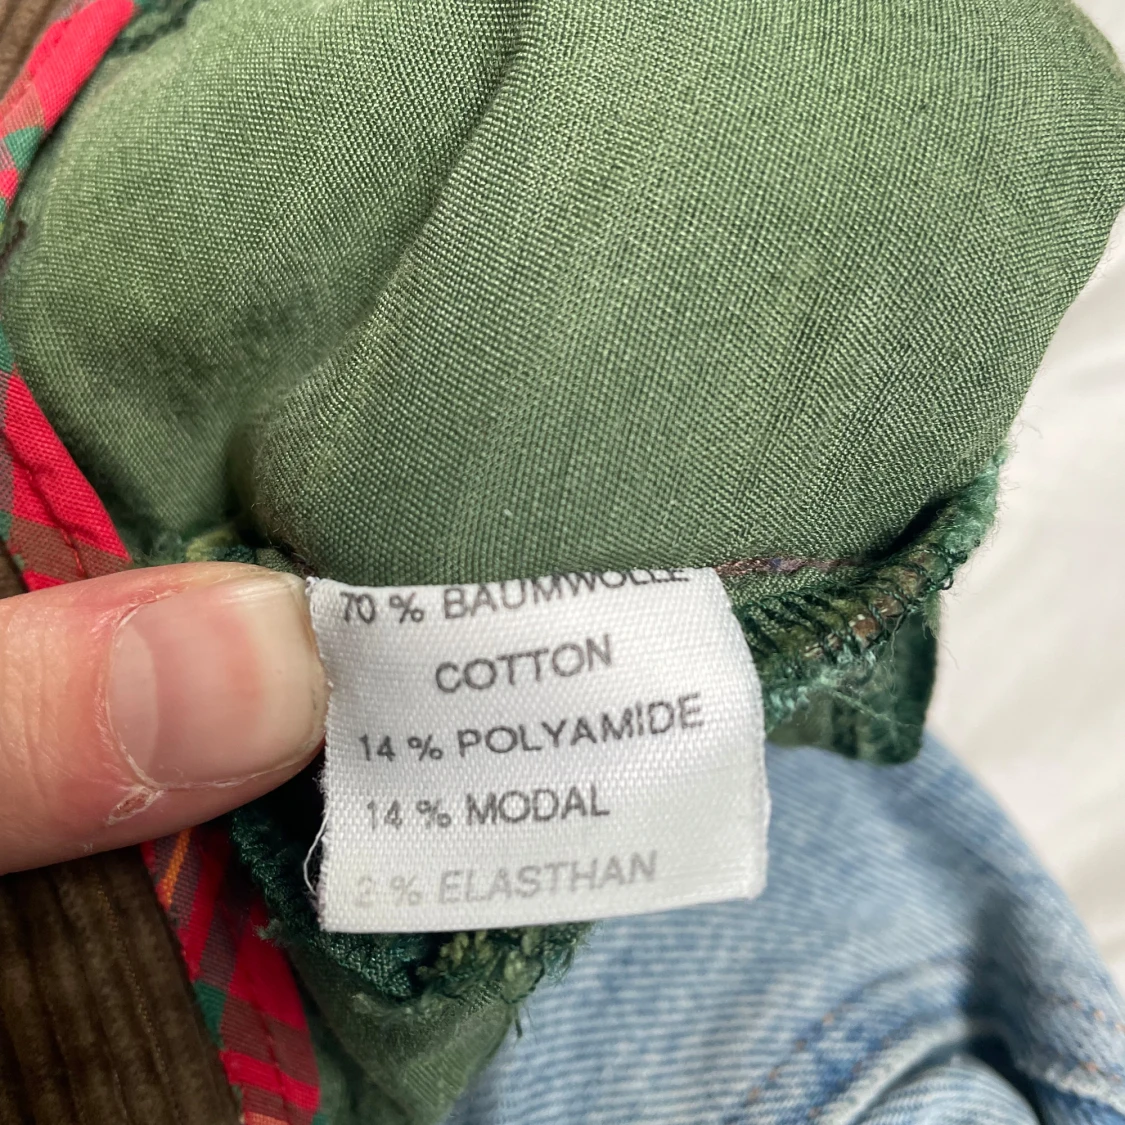 70 % BAUMWOLLE
COTTON
14 % POLYAMIDE
14 % MODAL
2 % ELASTHAN